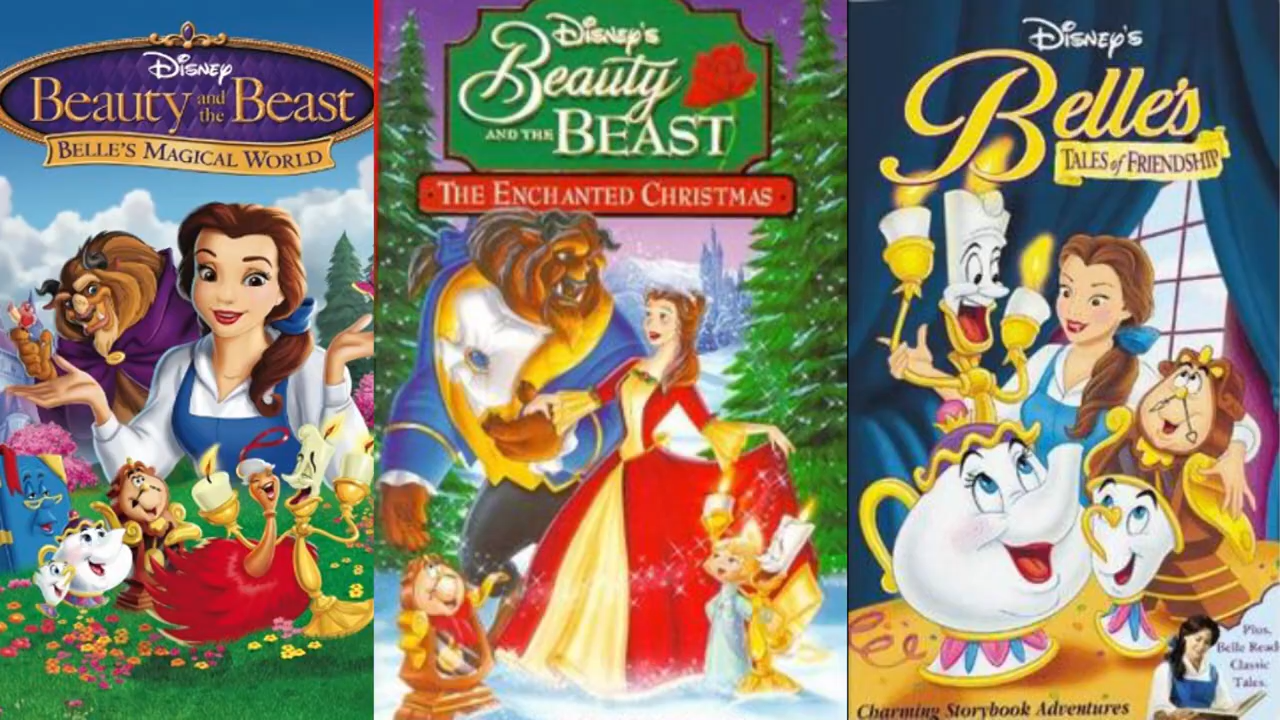 Disney
Beauty and the Beast
Belle's Magical World
Disney's
Beauty
and the Beast
The Enchanted Christmas
Disney's
Belle's
Tales of Friendship
Plus,
Belle Read
Classic
Tales.
Charming Storybook Adventures